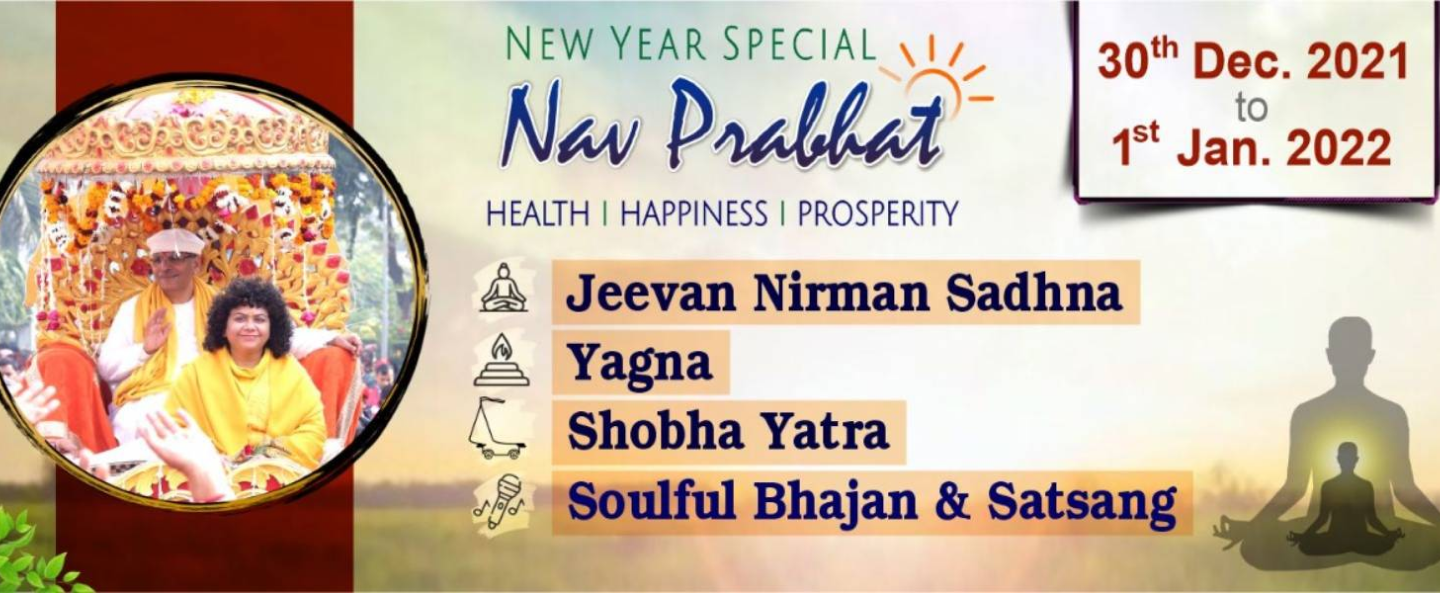 NEW YEAR SPECIAL
Nav Prabhat
HEALTH | HAPPINESS | PROSPERITY
30th Dec. 2021
to
1st Jan. 2022
Jeevan Nirman Sadhna
Yagna
Shobha Yatra
Soulful Bhajan & Satsang